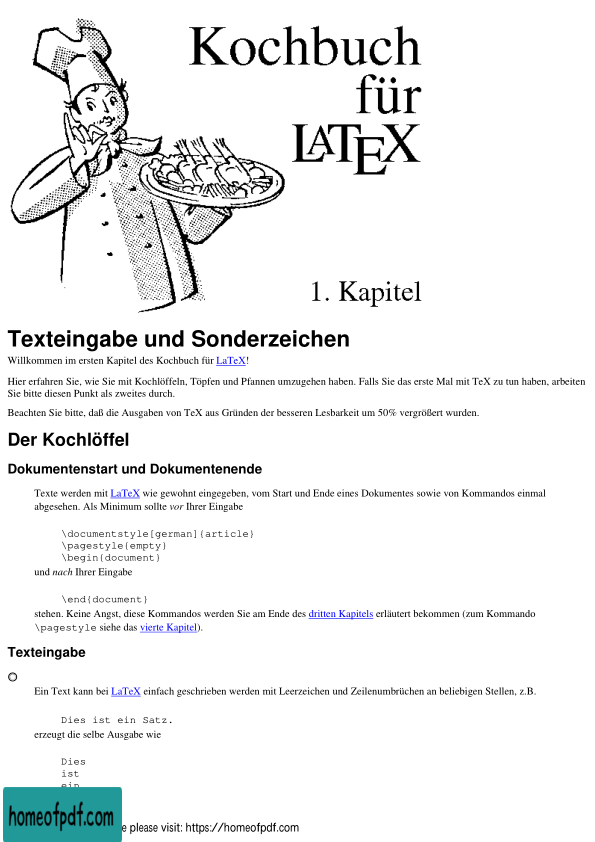 Kochbuch
für
LATEX
1. Kapitel
Texteingabe und Sonderzeichen
Willkommen im ersten Kapitel des Kochbuch für LaTeX!
Hier erfahren Sie, wie Sie mit Kochlöffeln, Töpfen und Pfannen umzugehen haben. Falls Sie das erste Mal mit TeX zu tun haben, arbeiten
Sie bitte diesen Punkt als zweites durch.
Beachten Sie bitte, daß die Ausgaben von TeX aus Gründen der besseren Lesbarkeit um 50% vergrößert wurden.
Der Kochlöffel
Dokumentenstart und Dokumentenende
Texte werden mit LaTeX wie gewohnt eingegeben, vom Start und Ende eines Dokumentes sowie von Kommandos einmal
abgesehen. Als Minimum sollte vor Ihrer Eingabe
\documentstyle[german]{article}
\pagestyle{empty}
\begin{document}
und nach Ihrer Eingabe
\end{document}
stehen. Keine Angst, diese Kommandos werden Sie am Ende des dritten Kapitels erläutert bekommen (zum Kommando
\pagestyle siehe das vierte Kapitel).
Texteingabe
Ein Text kann bei LaTeX einfach geschrieben werden mit Leerzeichen und Zeilenumbrüchen an beliebigen Stellen, z.B.
Dies ist ein Satz.
erzeugt die selbe Ausgabe wie
Dies
ist
ein
homeofpdf.com
please visit: https://homeofpdf.com